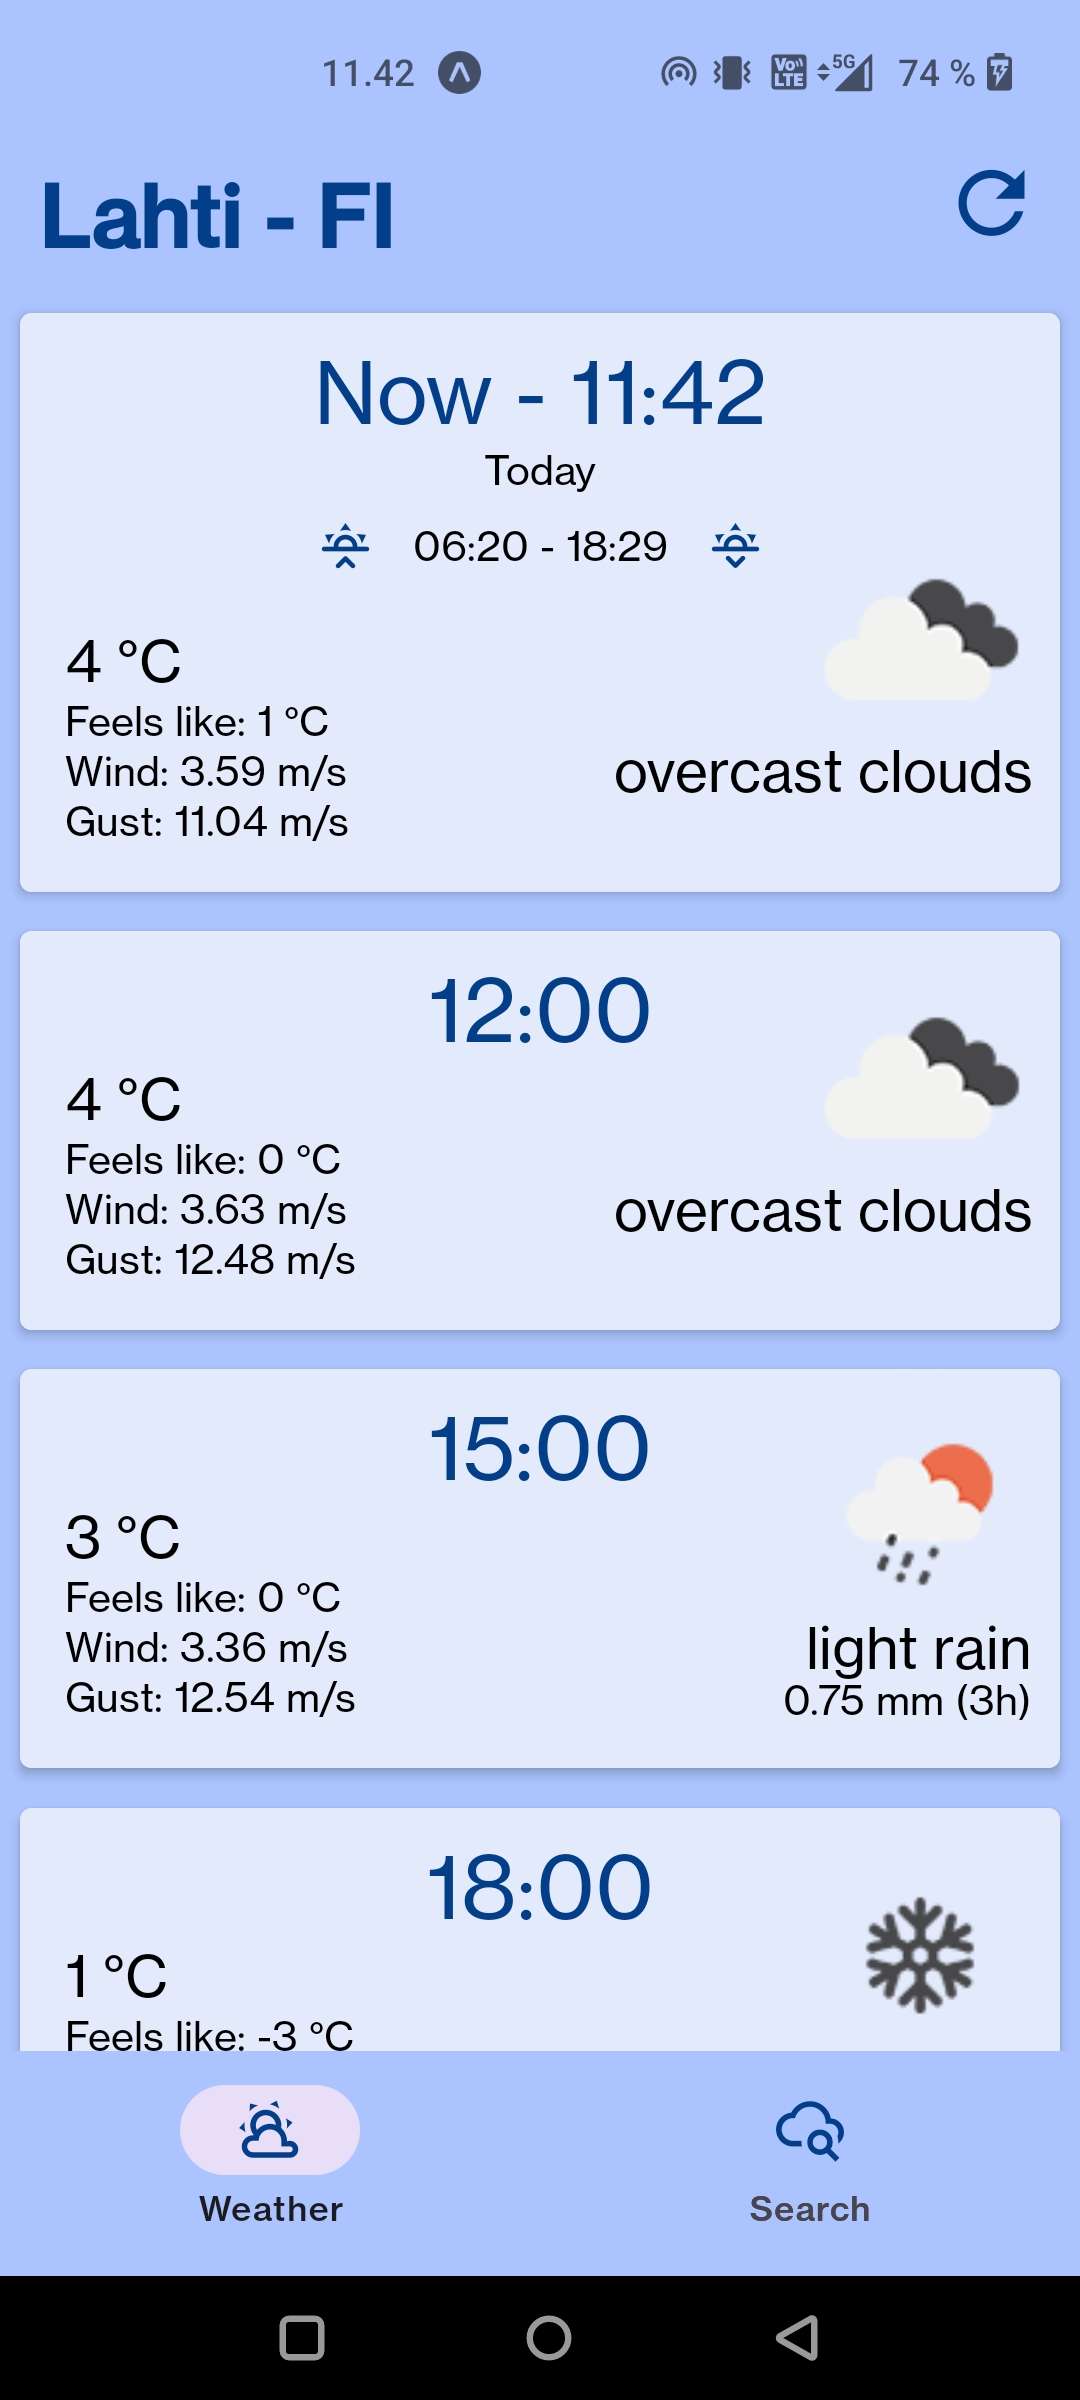 11.42 5G 74 %
Vo LTE
Lahti - FI
Now - 11:42
Today
06:20 - 18:29
4 °C
Feels like: 1 °C
Wind: 3.59 m/s
Gust: 11.04 m/s
overcast clouds
12:00
4 °C
Feels like: 0 °C
Wind: 3.63 m/s
Gust: 12.48 m/s
overcast clouds
15:00
3 °C
Feels like: 0 °C
Wind: 3.36 m/s
Gust: 12.54 m/s
light rain
0.75 mm (3h)
18:00
1 °C
Feels like: -3 °C
Weather
Search